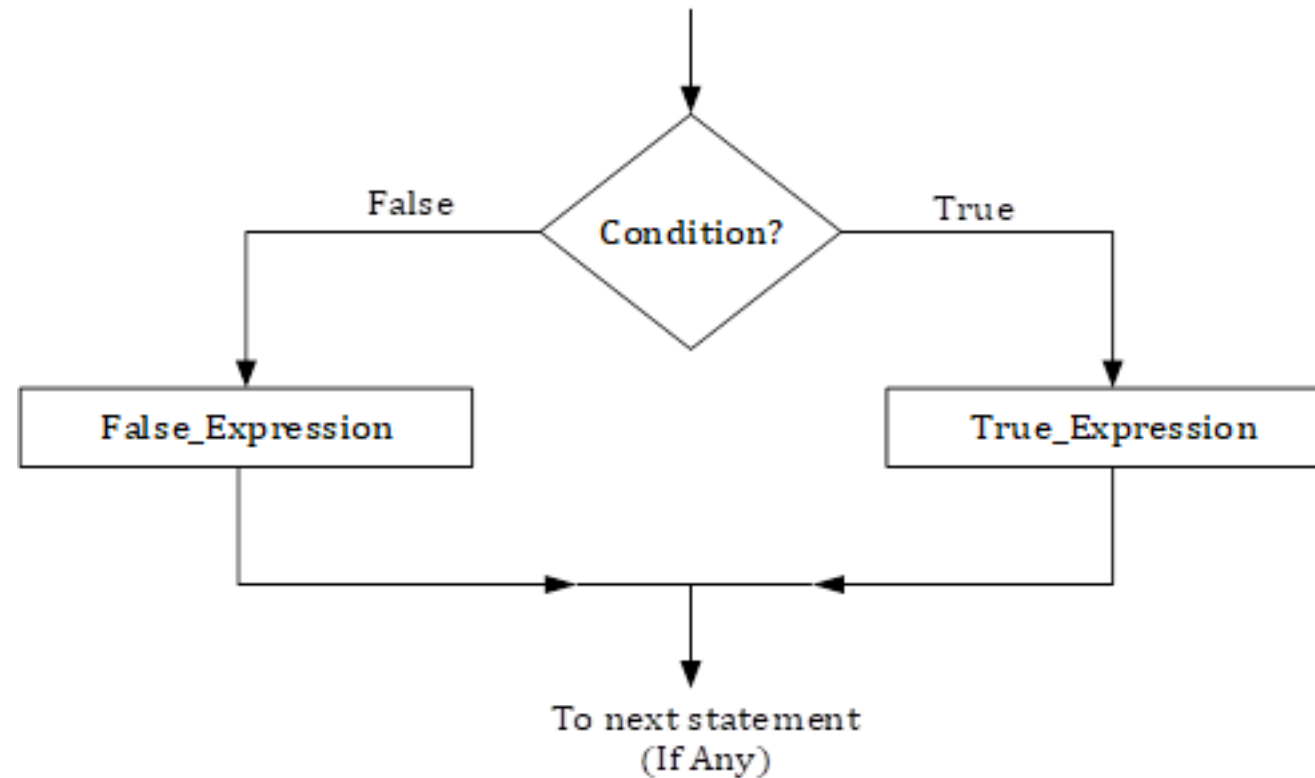 False
True
Condition?
False_Expression
True_Expression
To next statement
(If Any)